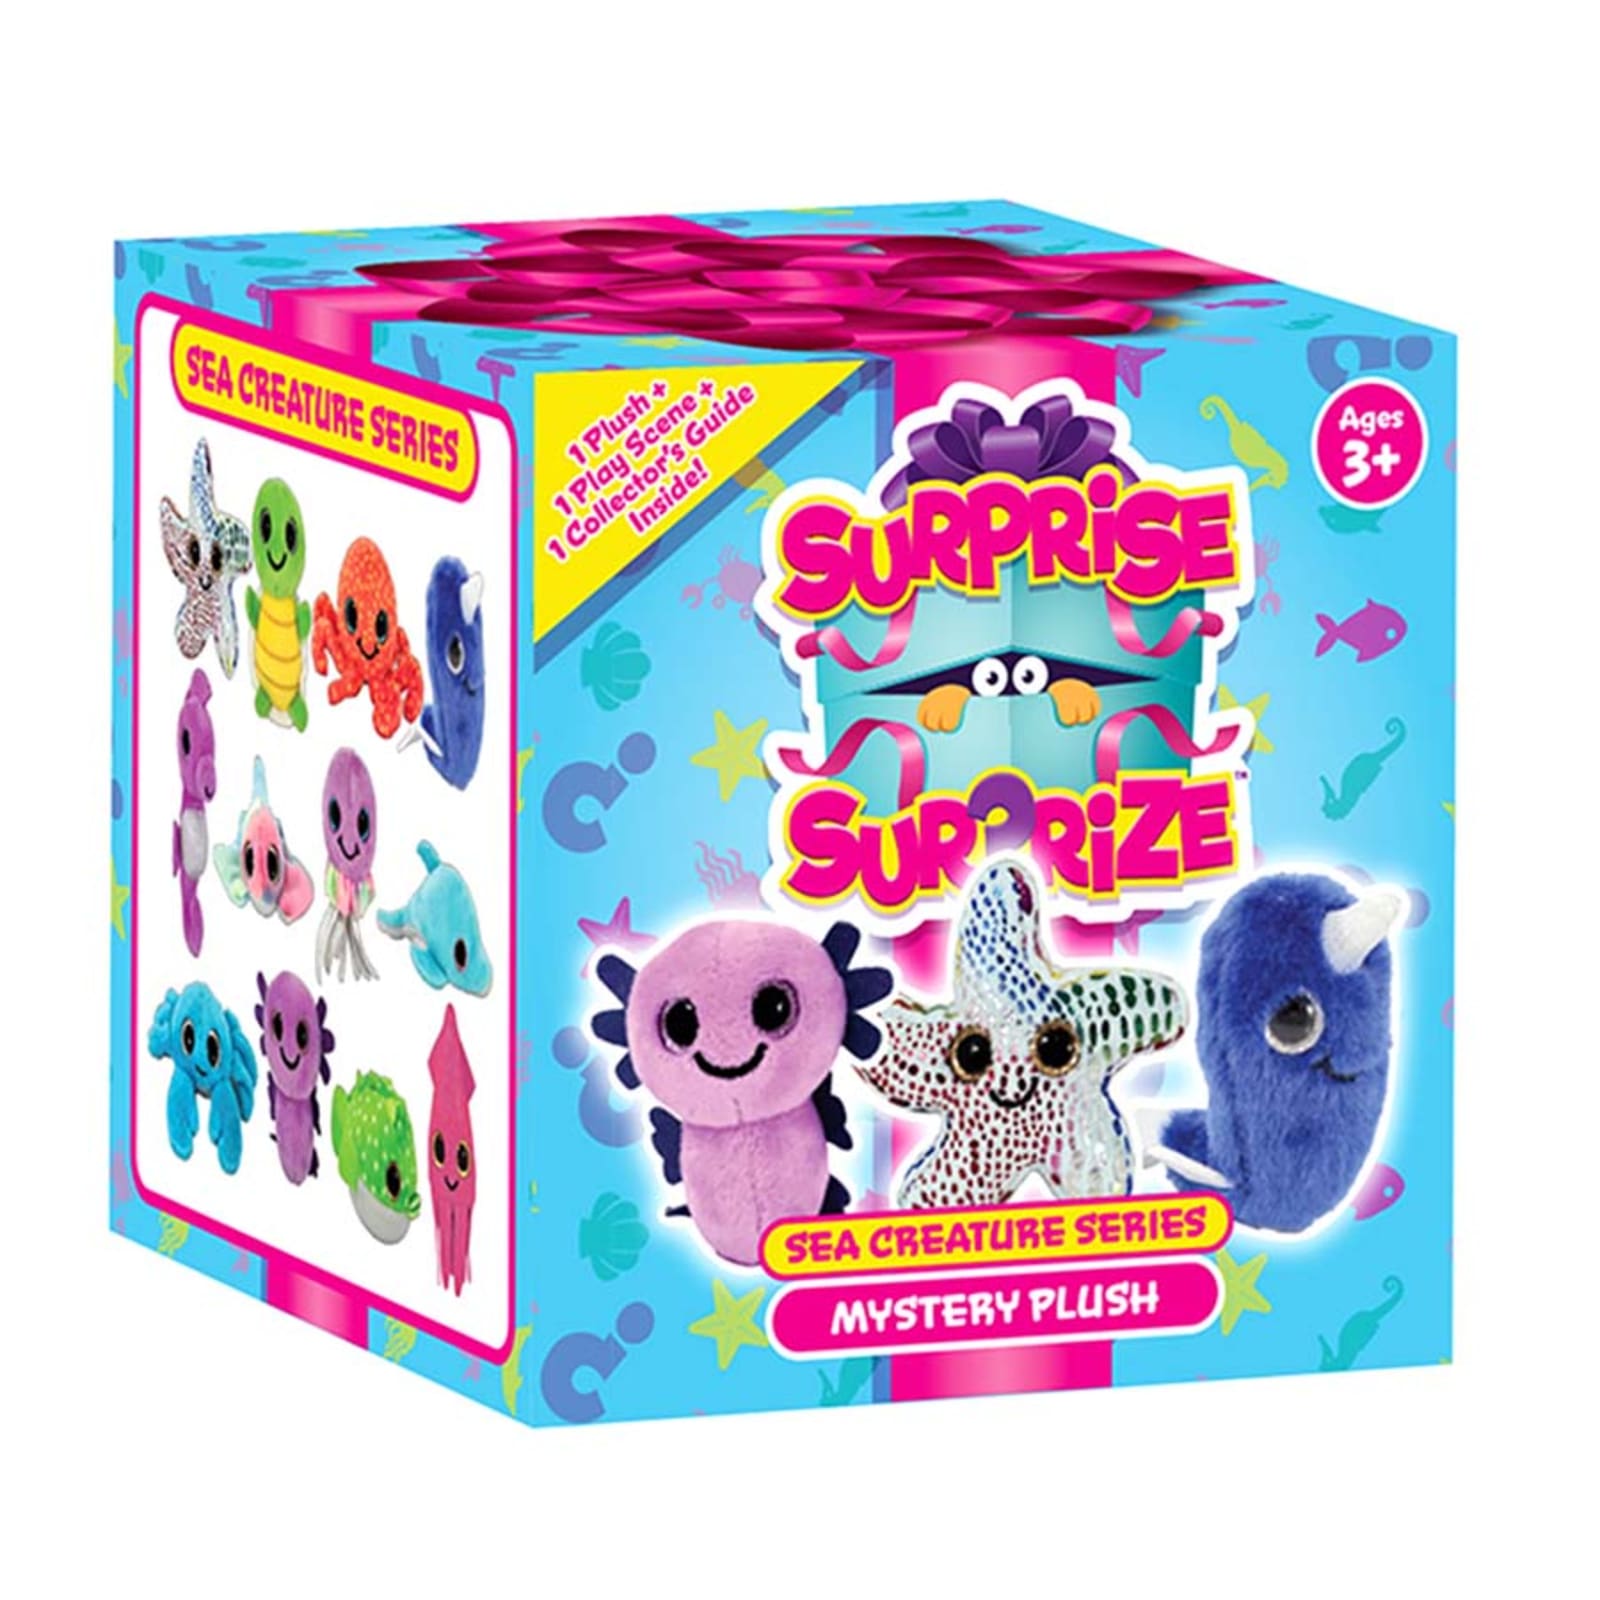 SEA CREATURE SERIES
1 Plush +
1 Play Scene +
1 Collector's Guide
Inside!
Ages
3+
SURPRISE
SURPRIZE™
SEA CREATURE SERIES
MYSTERY PLUSH